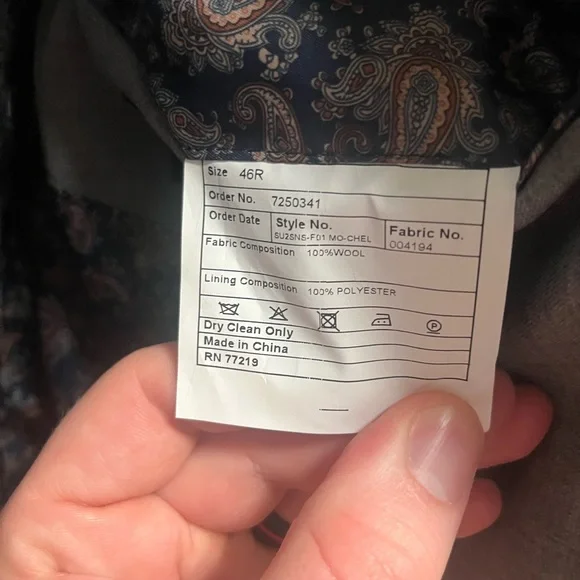 Size 46R
Order No. 7250341
Order Date Style No. Fabric No.
SU2SNS-F01 MO-CHEL 004194
Fabric Composition 100%WOOL
Lining Composition 100% POLYESTER
P
Dry Clean Only
Made in China
RN 77219